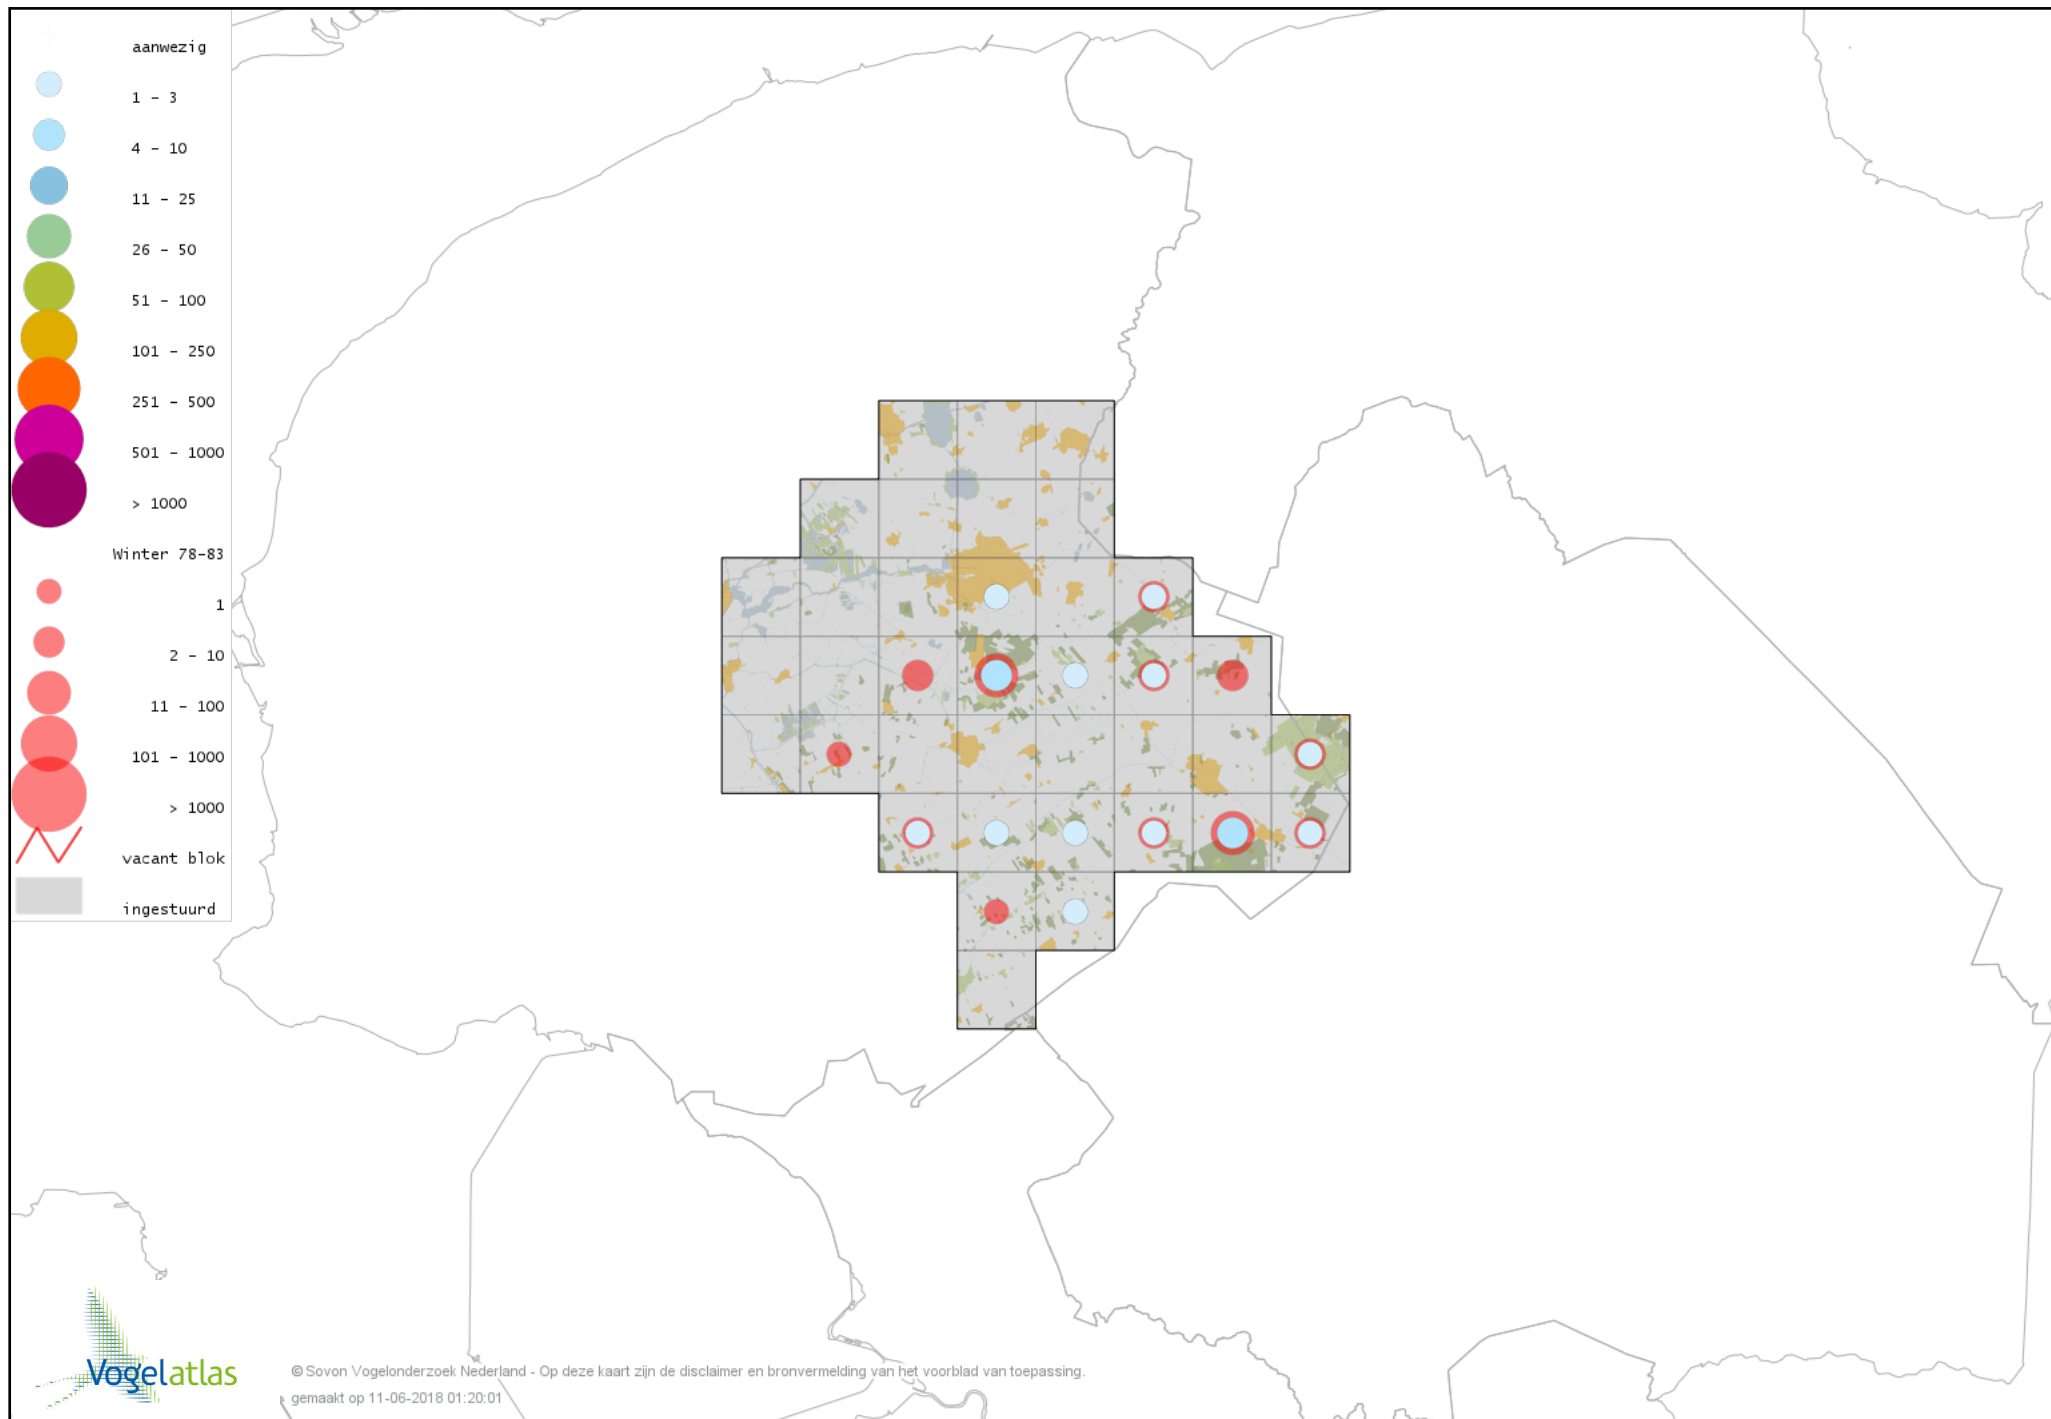 aanwezig
1 - 3
4 - 10
11 - 25
26 - 50
51 - 100
101 - 250
251 - 500
501 - 1000
> 1000
Winter 78-83
1
2 - 10
11 - 100
101 - 1000
> 1000
vacant blok
ingestuurd
Vogelatlas
© Sovon Vogelonderzoek Nederland - Op deze kaart zijn de disclaimer en bronvermelding van het voorblad van toepassing.
gemaakt op 11-06-2018 01:20:01